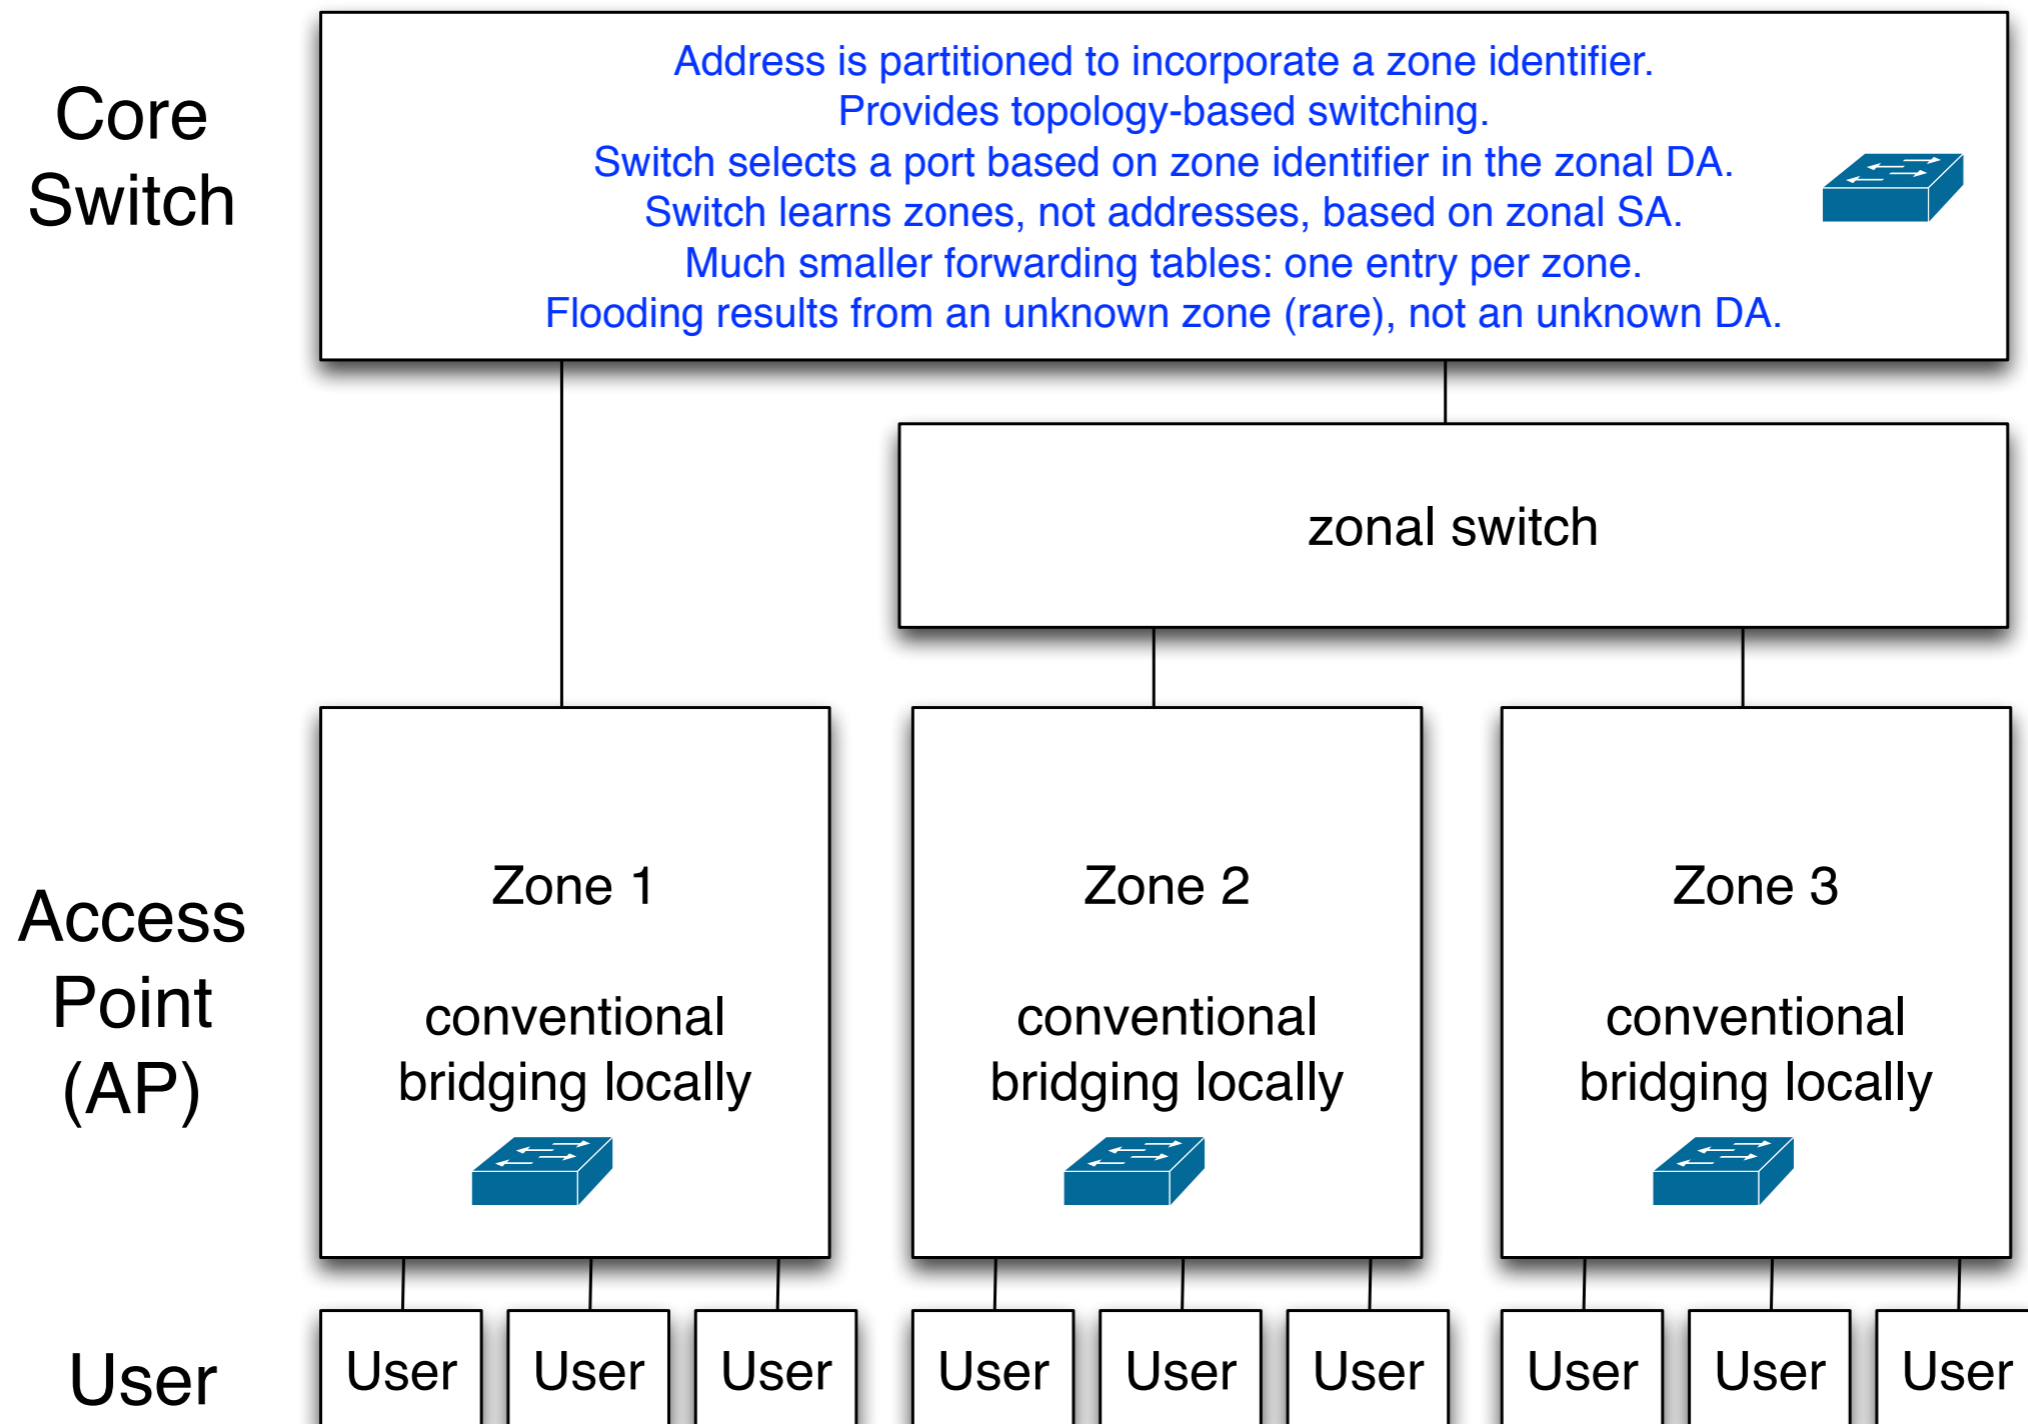 Core
Switch
Address is partitioned to incorporate a zone identifier.
Provides topology-based switching.
Switch selects a port based on zone identifier in the zonal DA.
Switch learns zones, not addresses, based on zonal SA.
Much smaller forwarding tables: one entry per zone.
Flooding results from an unknown zone (rare), not an unknown DA.
zonal switch
Access
Point
(AP)
Zone 1
conventional
bridging locally
Zone 2
conventional
bridging locally
Zone 3
conventional
bridging locally
User
User
User
User
User
User
User
User
User
User